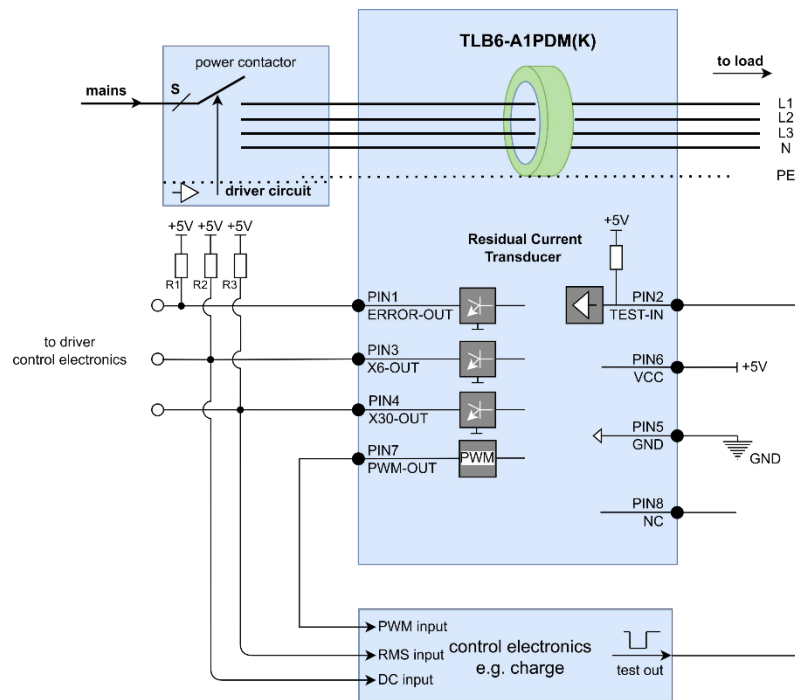 TLB6-A1PDM(K)
to load
power contactor
mains
S
L1
L2
L3
N
PE
driver circuit
+5V +5V +5V
R1 R2 R3
Residual Current
Transducer
+5V
PIN1
ERROR-OUT
PIN2
TEST-IN
to driver
control electronics
PIN3
X6-OUT
PIN6
VCC
+5V
PIN4
X30-OUT
PIN5
GND
GND
PIN7
PWM-OUT
PWM
PIN8
NC
PWM input
RMS input
DC input
control electronics
e.g. charge
test out